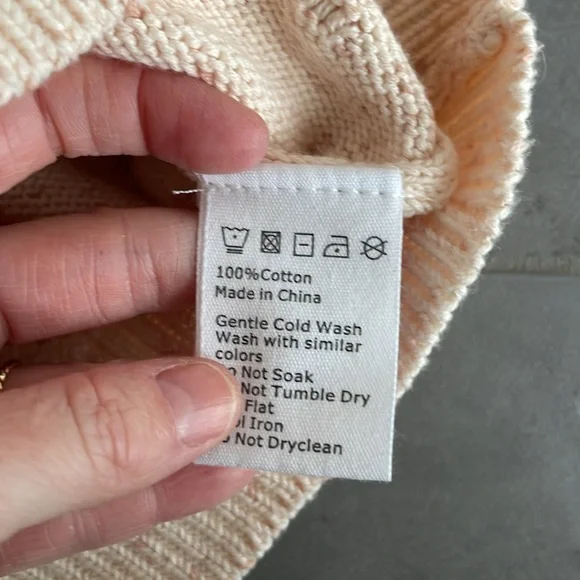 100%Cotton
Made in China
Gentle Cold Wash
Wash with similar
colors
Not Soak
Not Tumble Dry
Flat
Iron
Not Dryclean